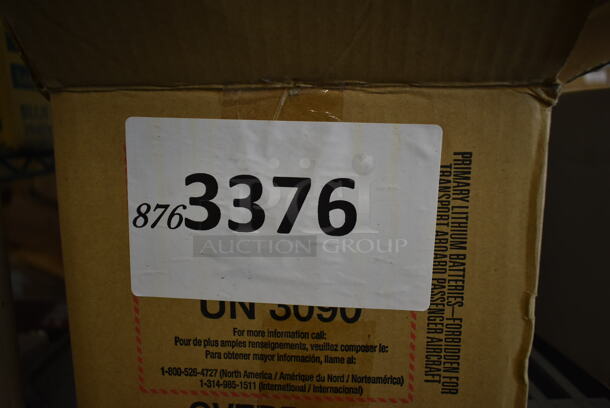 876 3376
AUCTION GROUP
UN 3090
For more information call:
Pour de plus amples renseignements, veuillez composer le:
Para obtener mayor información, llame al:
1-800-526-4727 (North America / Amérique du Nord / Norteamérica)
1-314-985-1511 (International / Internacional)
PRIMARY LITHIUM BATTERIES—FORBIDDEN FOR
TRANSPORT ABOARD PASSENGER AIRCRAFT